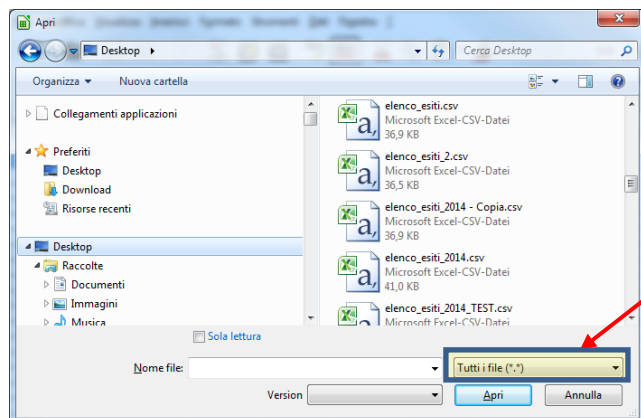 Apri
Desktop
Cerca Desktop
Organizza
Nuova cartella
Collegamenti applicazioni
Preferiti
Desktop
Download
Risorse recenti
Desktop
Raccolte
Documenti
Immagini
Musica
elenco_esiti.csv
Microsoft Excel-CSV-Datei
36,9 KB
elenco_esiti_2.csv
Microsoft Excel-CSV-Datei
36,5 KB
elenco_esiti_2014 - Copia.csv
Microsoft Excel-CSV-Datei
36,9 KB
elenco_esiti_2014.csv
Microsoft Excel-CSV-Datei
41,0 KB
elenco_esiti_2014_TEST.csv
Microsoft Excel-CSV-Datei
Sola lettura
Nome file:
Tutti i file (*.*)
Version
Apri
Annulla